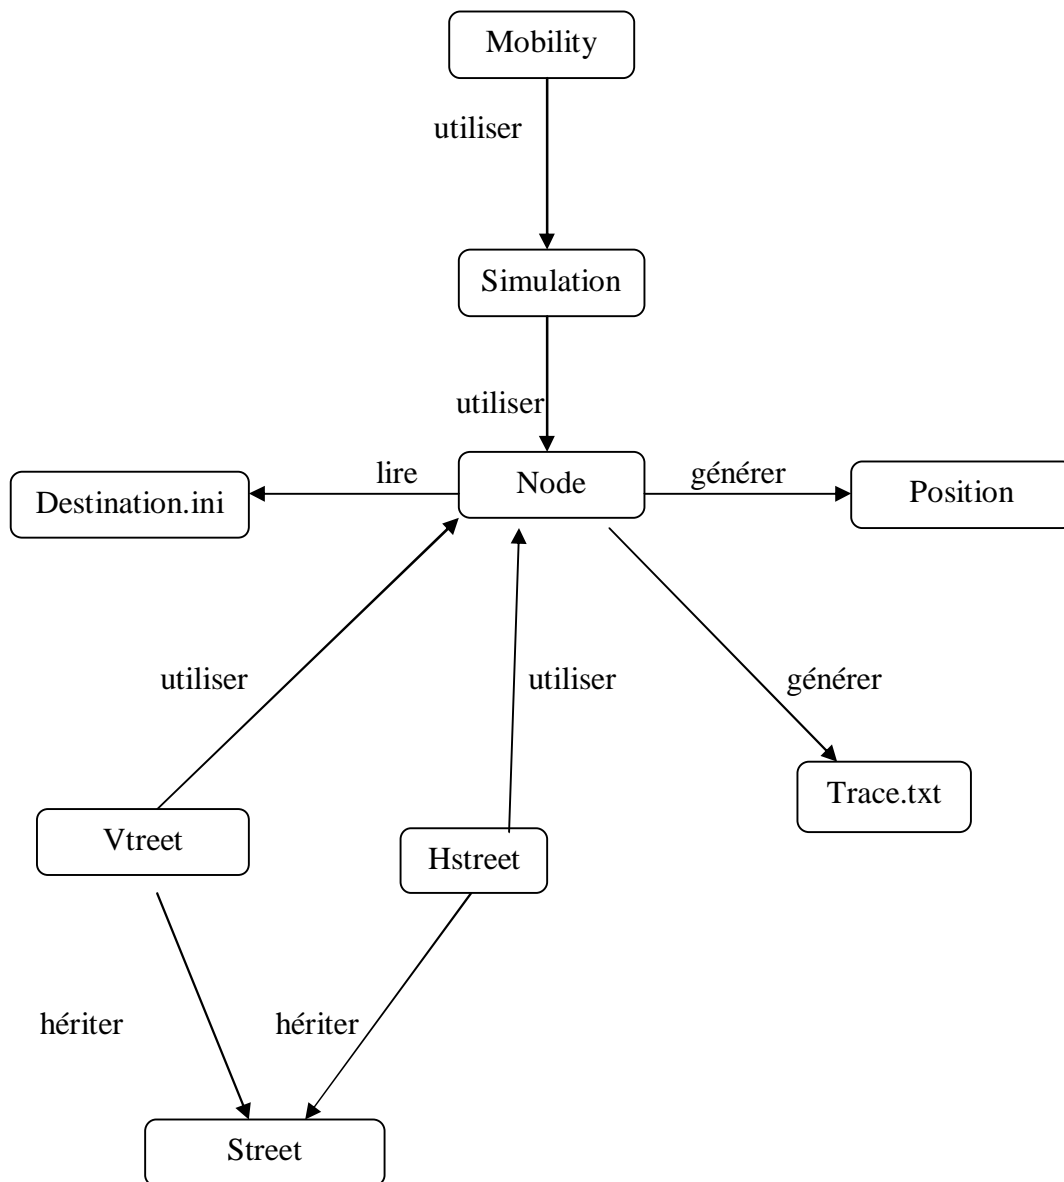 Mobility
utiliser
Simulation
utiliser
lire
Node
générer
Destination.ini
Position
utiliser
utiliser
générer
Trace.txt
Vtreet
Hstreet
hériter
hériter
Street